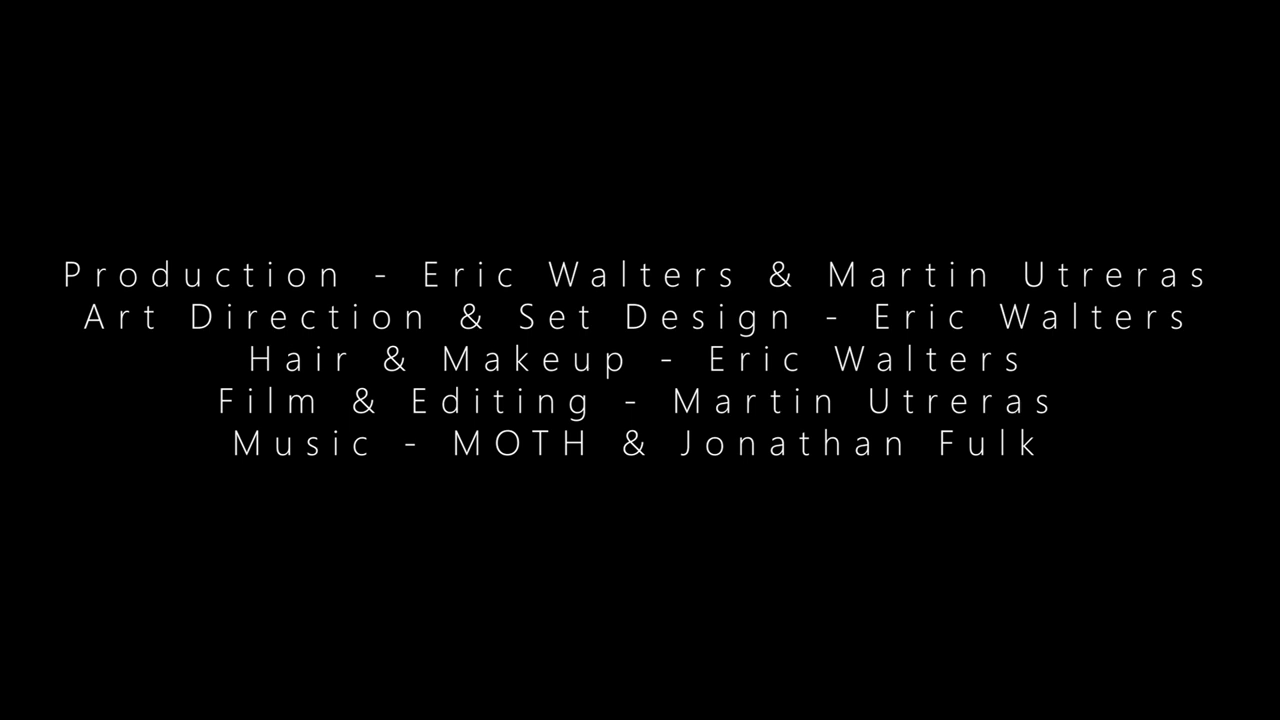 Production - Eric Walters & Martin Utreras
Art Direction & Set Design - Eric Walters
Hair & Makeup - Eric Walters
Film & Editing - Martin Utreras
Music - MOTH & Jonathan Fulk